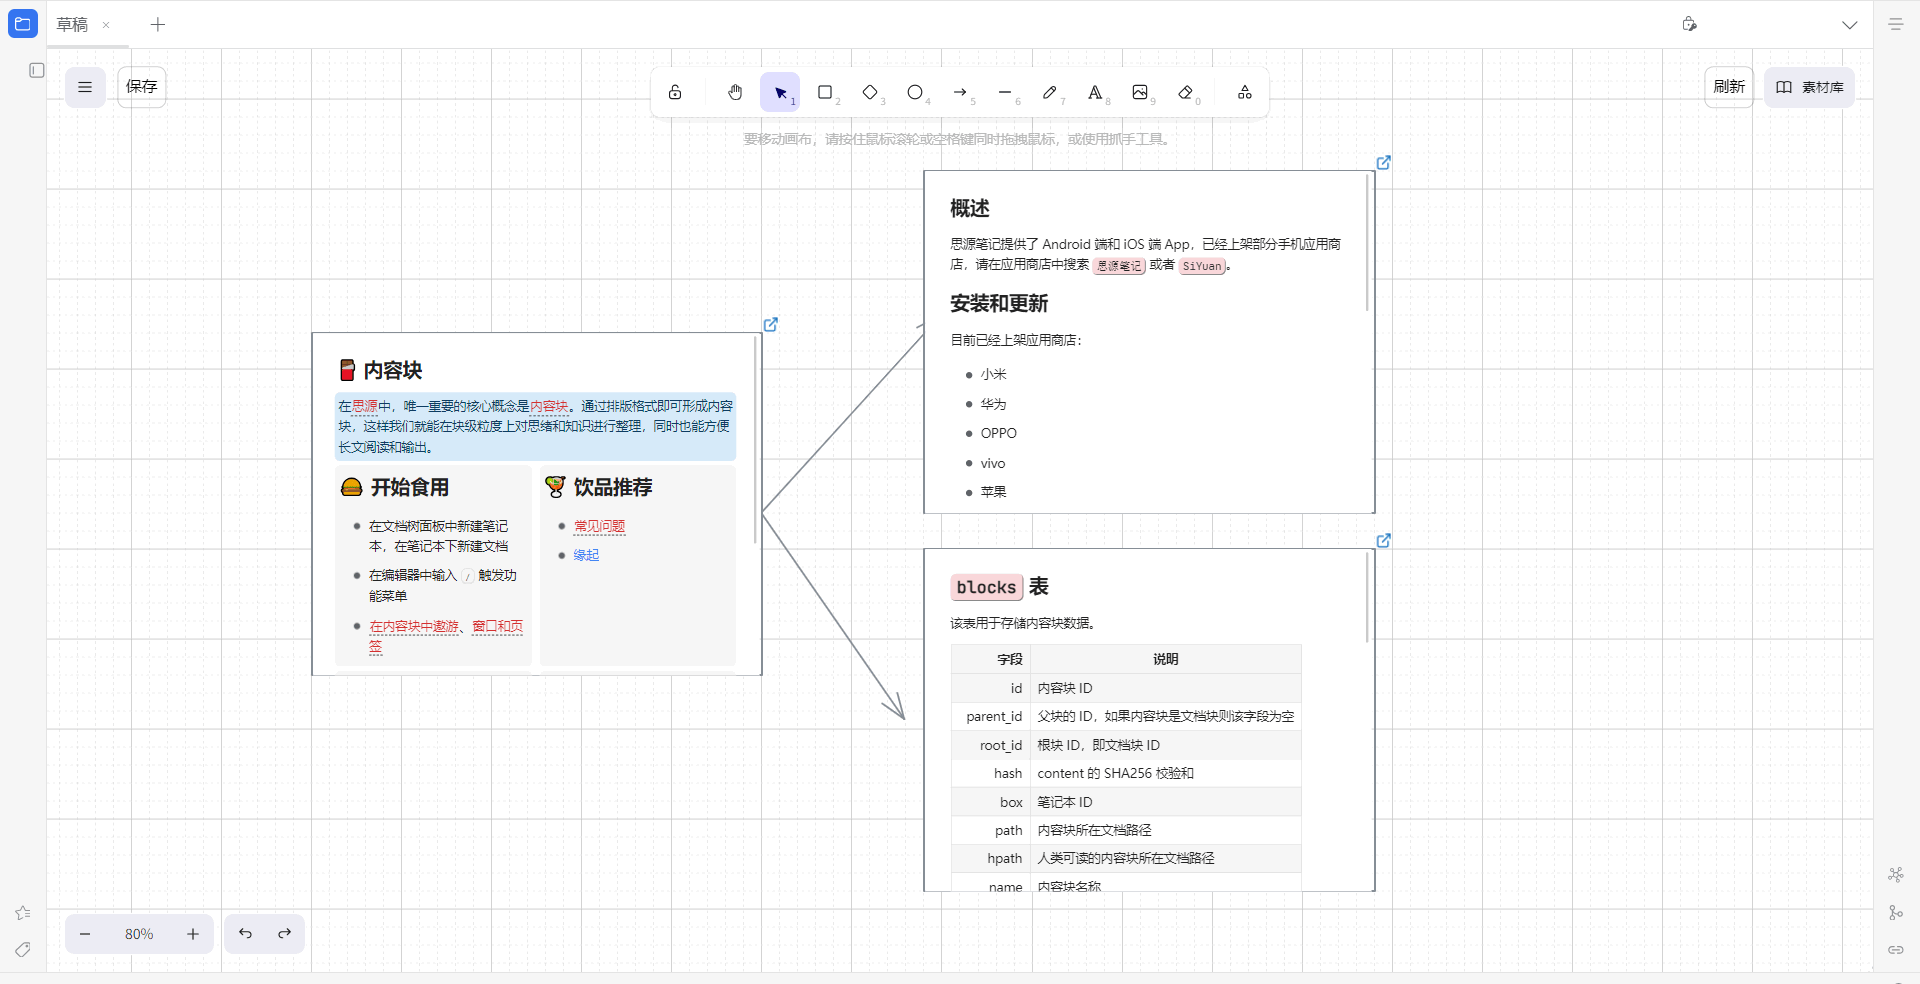 草稿
保存
1
2
3
4
5
6
7
8
9
0
刷新
素材库
要移动画布，请按住鼠标滚轮或空格键同时拖拽鼠标，或使用抓手工具。
内容块
在思源中，唯一重要的核心概念是内容块。通过排版格式即可形成内容
块，这样我们就能在块级粒度上对思绪和知识进行整理，同时也能方便
长文阅读和输出。
开始食用
在文档树面板中新建笔记
本，在笔记本下新建文档
在编辑器中输入 / 触发功
能菜单
在内容块中遨游、窗口和页
签
饮品推荐
常见问题
缘起
概述
思源笔记提供了 Android 端和 iOS 端 App，已经上架部分手机应用商
店，请在应用商店中搜索 思源笔记 或者 SiYuan。
安装和更新
目前已经上架应用商店：
小米
华为
OPPO
vivo
苹果
blocks 表
该表用于存储内容块数据。
字段 说明
id 内容块 ID
parent_id 父块的 ID，如果内容块是文档块则该字段为空
root_id 根块 ID，即文档块 ID
hash content 的 SHA256 校验和
box 笔记本 ID
path 内容块所在文档路径
hpath 人类可读的内容块所在文档路径
name 内容块名称
80%